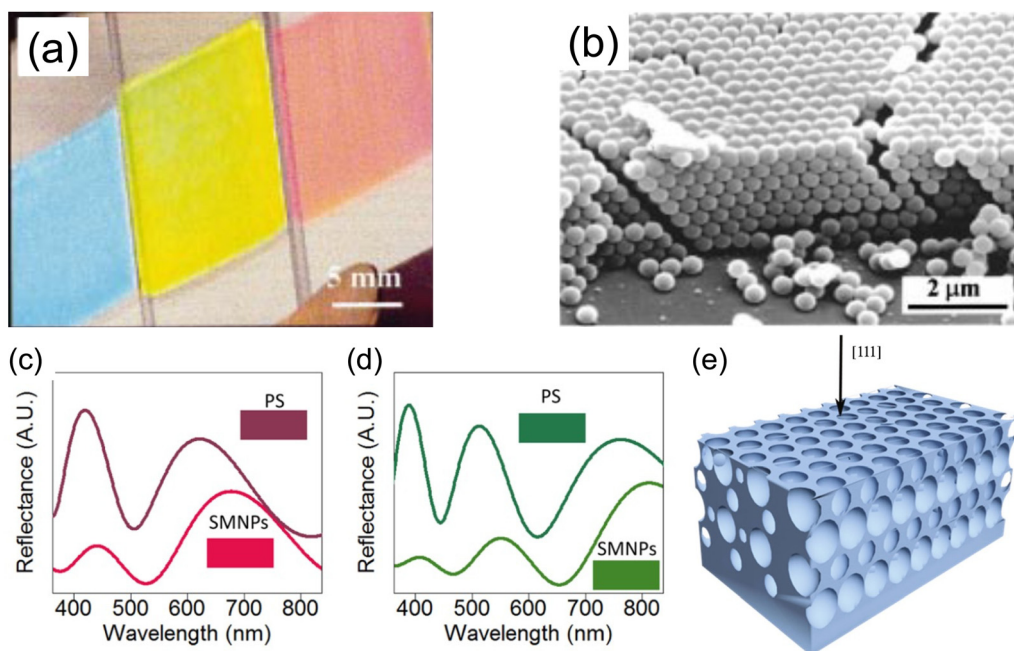 (a)
5 mm
(b)
2 μm
(c)
Reflectance (A.U.)
PS
SMNPs
400 500 600 700 800
Wavelength (nm)
(d)
Reflectance (A.U.)
PS
SMNPs
400 500 600 700 800
Wavelength (nm)
(e)
[111]